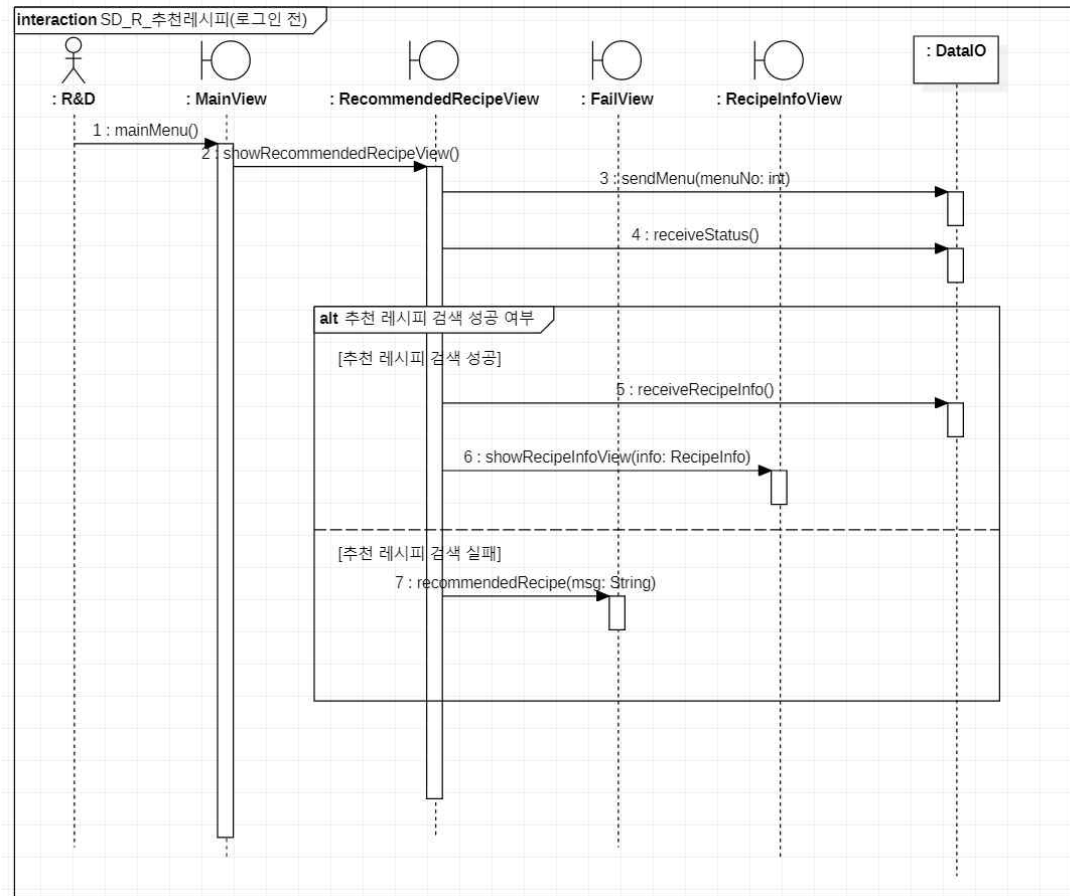 interaction SD_R_추천레시피(로그인 전)
: R&D
: MainView
: RecommendedRecipeView
: FailView
: RecipeInfoView
: DataIO
1 : mainMenu()
2 : showRecommendedRecipeView()
3 : sendMenu(menuNo: int)
4 : receiveStatus()
alt 추천 레시피 검색 성공 여부
[추천 레시피 검색 성공]
5 : receiveRecipeInfo()
6 : showRecipeInfoView(info: RecipeInfo)
[추천 레시피 검색 실패]
7 : recommendedRecipe(msg: String)